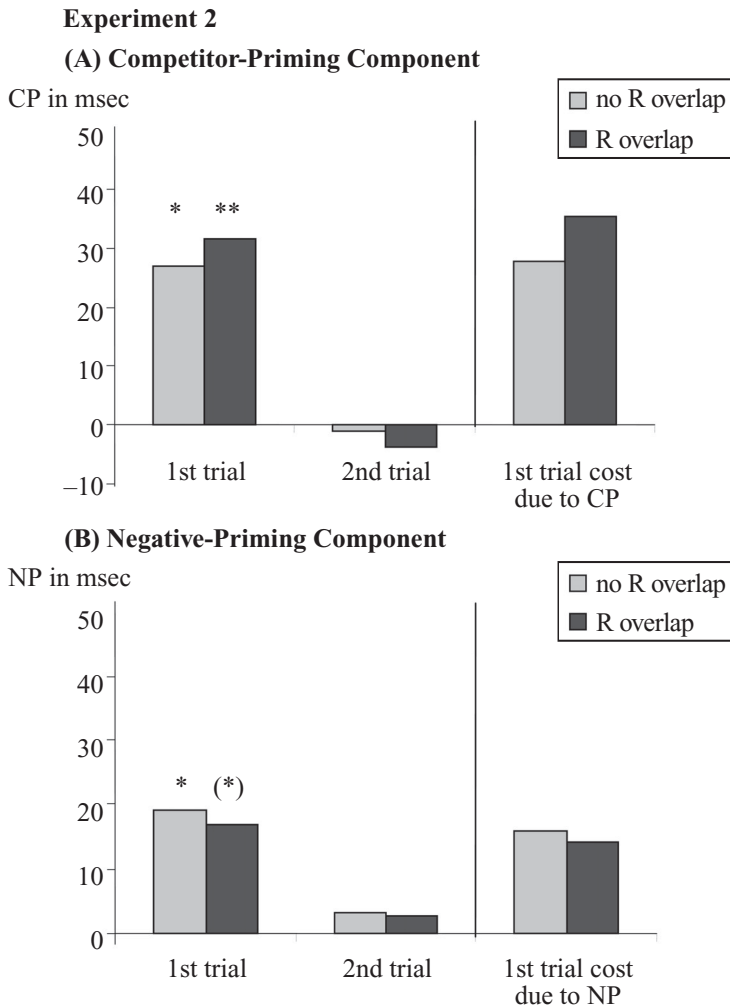 Experiment 2
(A) Competitor-Priming Component
CP in msec
no R overlap
R overlap
50
40
30
20
10
0
–10
* **
1st trial
2nd trial
1st trial cost
due to CP
(B) Negative-Priming Component
NP in msec
no R overlap
R overlap
50
40
30
20
10
0
* (*)
1st trial
2nd trial
1st trial cost
due to NP